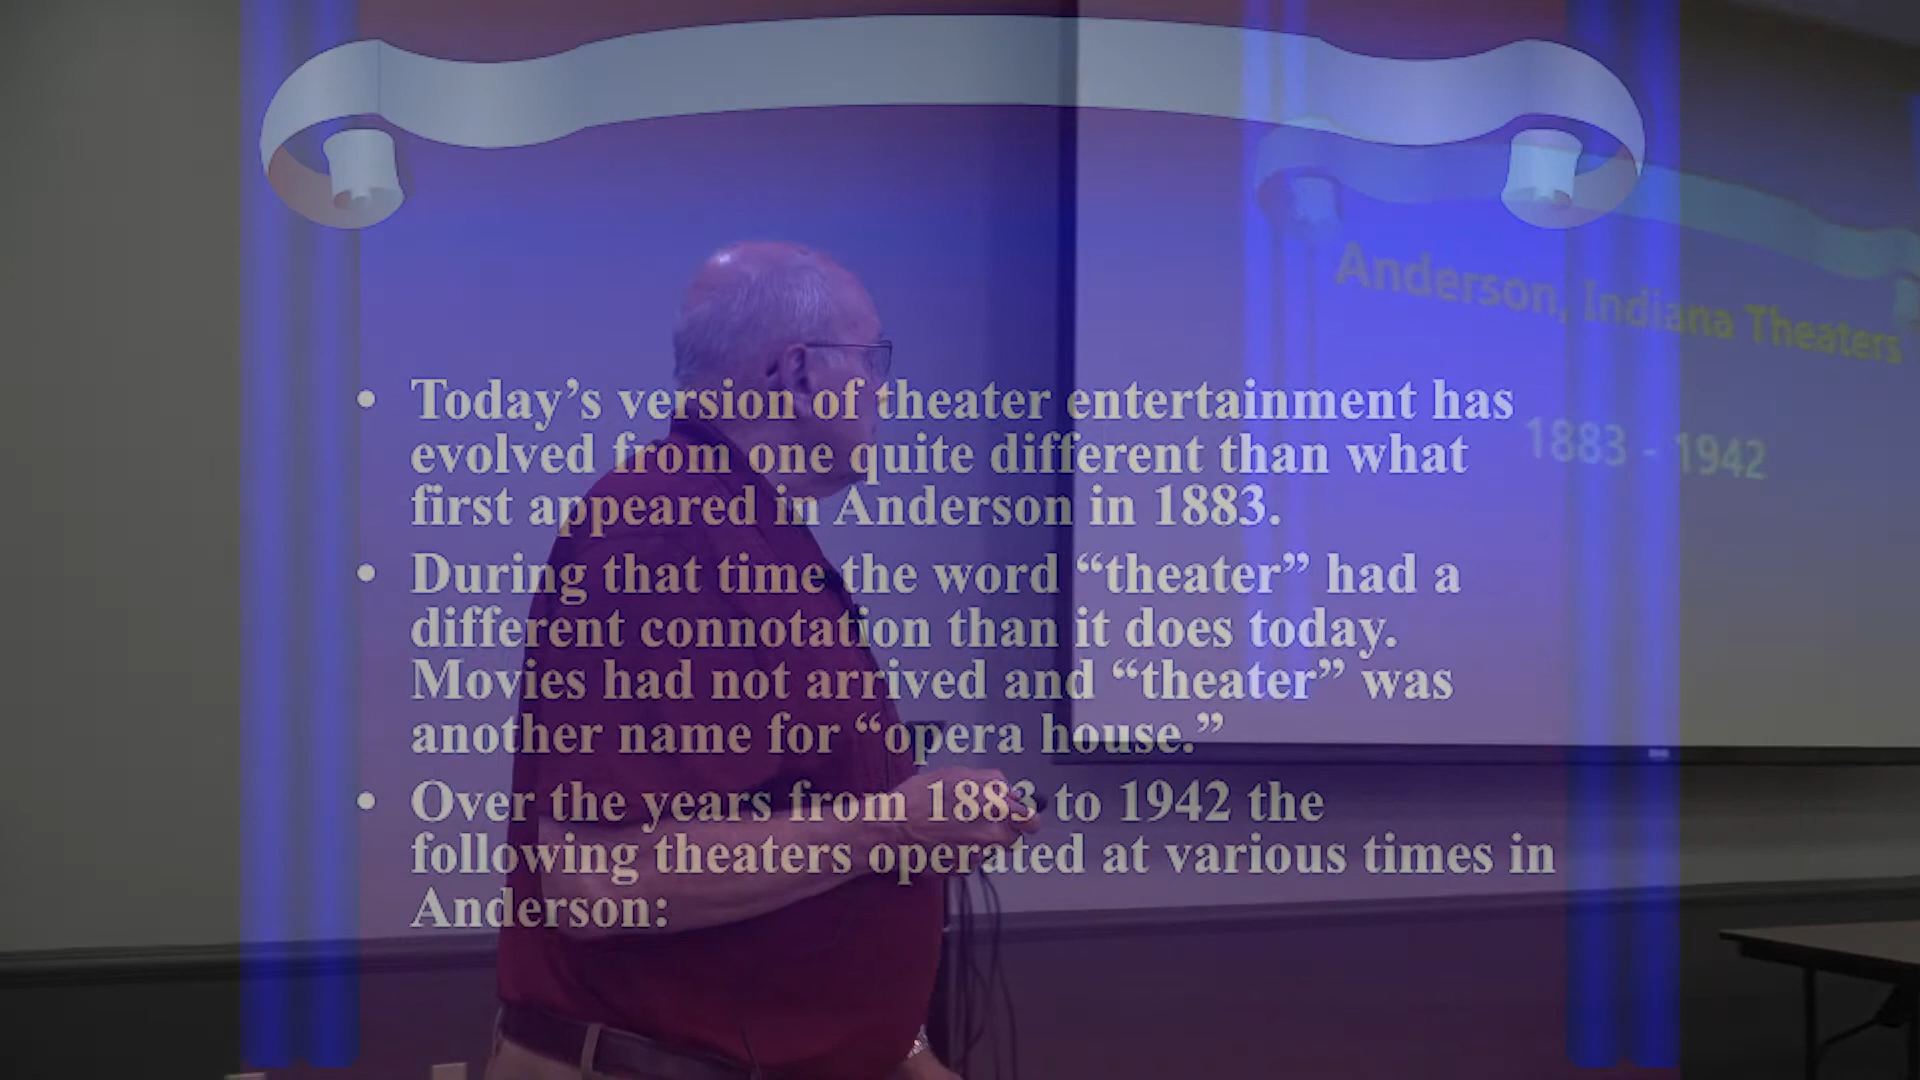 Anderson, Indiana Theaters
1883 - 1942
• Today’s version of theater entertainment has
evolved from one quite different than what
first appeared in Anderson in 1883.
• During that time the word “theater” had a
different connotation than it does today.
Movies had not arrived and “theater” was
another name for “opera house.”
• Over the years from 1883 to 1942 the
following theaters operated at various times in
Anderson: